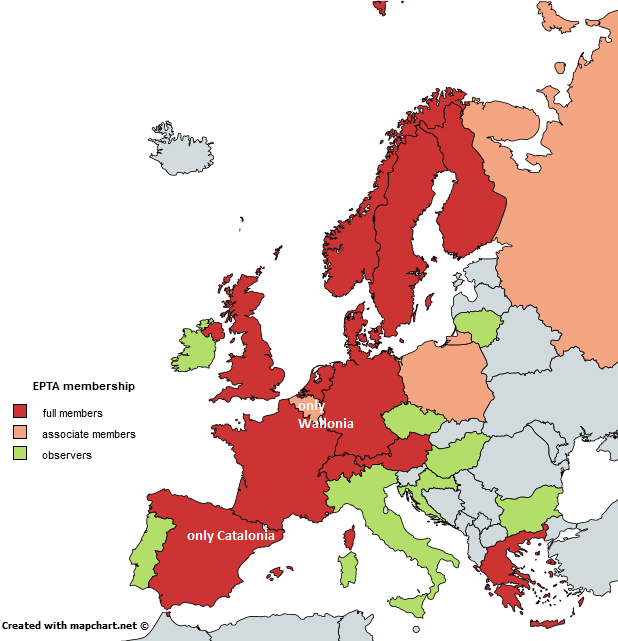 only
Wallonia
EPTA membership
full members
associate members
observers
only Catalonia
Created with mapchart.net ©